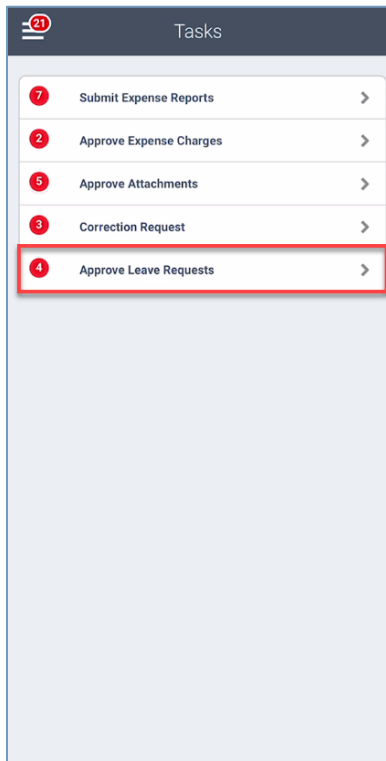 21
Tasks
7 Submit Expense Reports
2 Approve Expense Charges
5 Approve Attachments
3 Correction Request
4 Approve Leave Requests